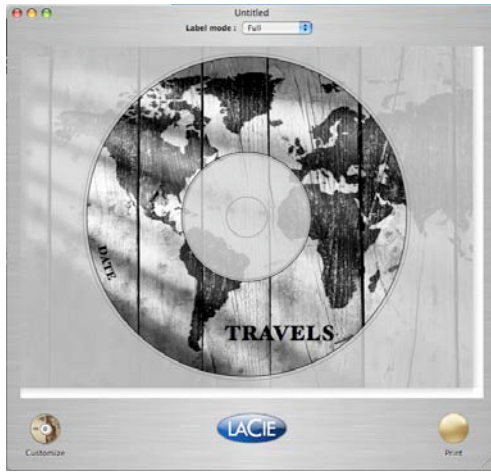 Untitled
Label mode : Full
DATE
TRAVELS
Customize
LACIE
Print